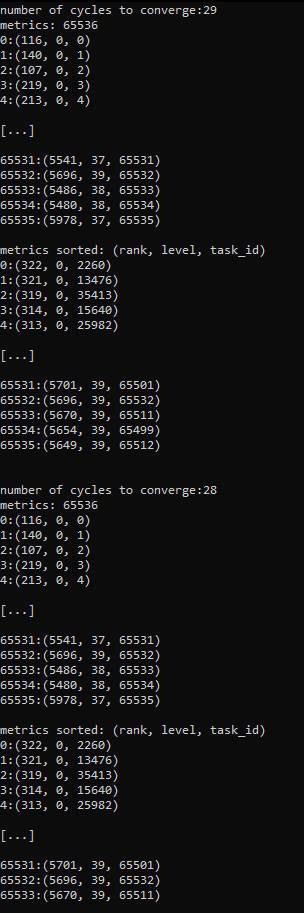 number of cycles to converge:29
metrics: 65536
0:(116, 0, 0)
1:(140, 0, 1)
2:(107, 0, 2)
3:(219, 0, 3)
4:(213, 0, 4)
[...]
65531:(5541, 37, 65531)
65532:(5696, 39, 65532)
65533:(5486, 38, 65533)
65534:(5480, 38, 65534)
65535:(5978, 37, 65535)
metrics sorted: (rank, level, task_id)
0:(322, 0, 2260)
1:(321, 0, 13476)
2:(319, 0, 35413)
3:(314, 0, 15640)
4:(313, 0, 25982)
[...]
65531:(5701, 39, 65501)
65532:(5696, 39, 65532)
65533:(5670, 39, 65511)
65534:(5654, 39, 65499)
65535:(5649, 39, 65512)
number of cycles to converge:28
metrics: 65536
0:(116, 0, 0)
1:(140, 0, 1)
2:(107, 0, 2)
3:(219, 0, 3)
4:(213, 0, 4)
[...]
65531:(5541, 37, 65531)
65532:(5696, 39, 65532)
65533:(5486, 38, 65533)
65534:(5480, 38, 65534)
65535:(5978, 37, 65535)
metrics sorted: (rank, level, task_id)
0:(322, 0, 2260)
1:(321, 0, 13476)
2:(319, 0, 35413)
3:(314, 0, 15640)
4:(313, 0, 25982)
[...]
65531:(5701, 39, 65501)
65532:(5696, 39, 65532)
65533:(5670, 39, 65511)